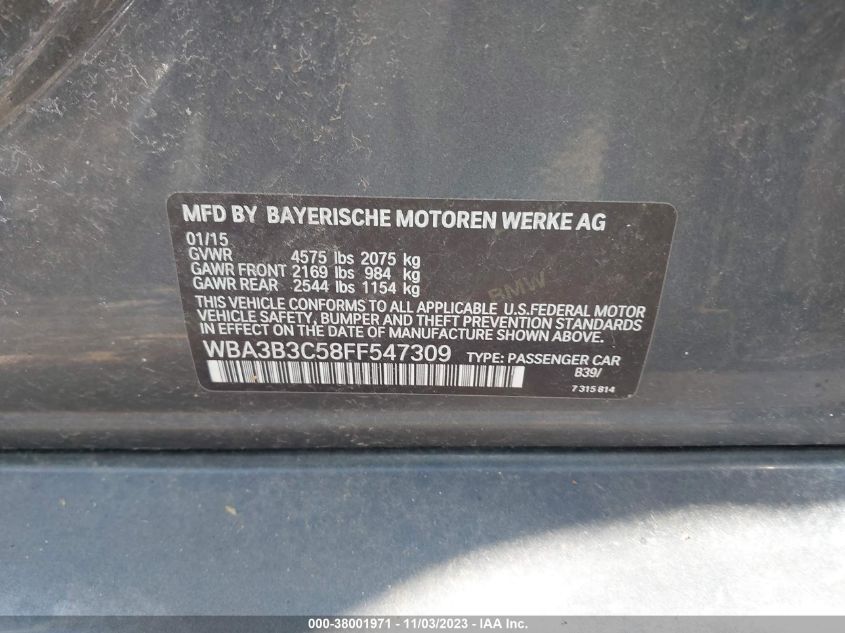 MFD BY BAYERISCHE MOTOREN WERKE AG
01/15
GVWR 4575 lbs 2075 kg
GAWR FRONT 2169 lbs 984 kg
GAWR REAR 2544 lbs 1154 kg
BMW
THIS VEHICLE CONFORMS TO ALL APPLICABLE U.S.FEDERAL MOTOR
VEHICLE SAFETY, BUMPER AND THEFT PREVENTION STANDARDS
IN EFFECT ON THE DATE OF MANUFACTURE SHOWN ABOVE.
WBA3B3C58FF547309 TYPE: PASSENGER CAR
B39/
7 315 814
000-38001971 - 11/03/2023 - IAA Inc.